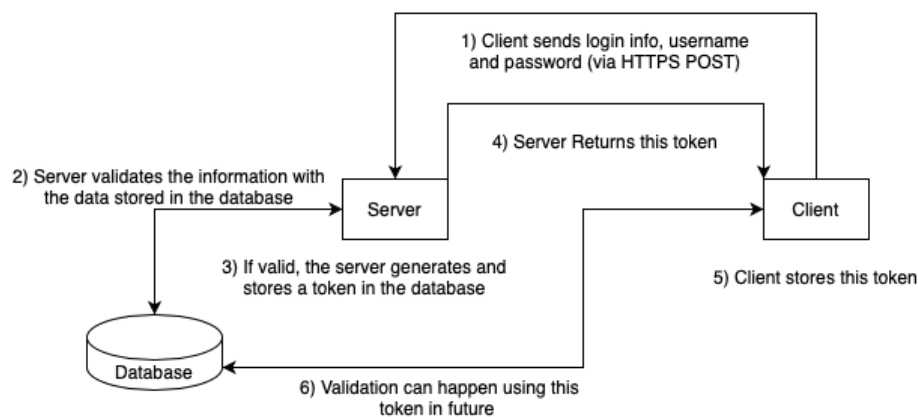 1) Client sends login info, username
and password (via HTTPS POST)
4) Server Returns this token
2) Server validates the information with
the data stored in the database
Server
Client
3) If valid, the server generates and
stores a token in the database
5) Client stores this token
Database
6) Validation can happen using this
token in future